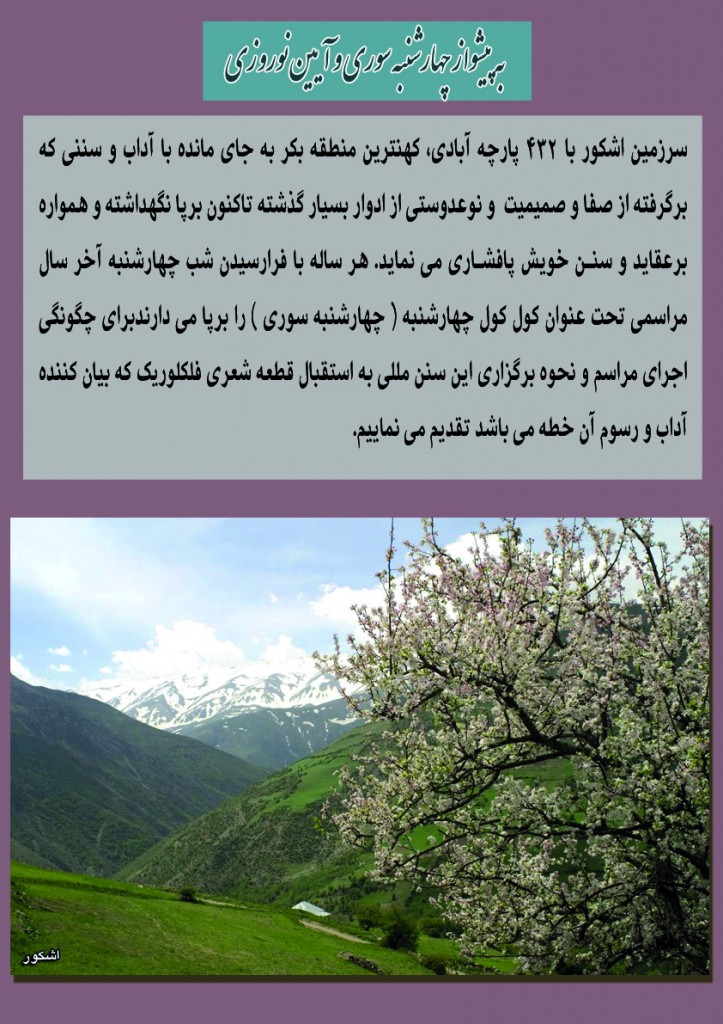 به پیشواز چهارشنبه سوری و آیین نوروزی
سرزمین اشکور با ۴۳۲ پارچه آبادی، کهنترین منطقه بکر به جای مانده با آداب و سننی که
برگرفته از صفا و صمیمیت و نوعدوستی از ادوار بسیار گذشته تاکنون برپا نگهداشته و همواره
برعقاید و سنن خویش پافشاری می نماید. هر ساله با فرارسیدن شب چهارشنبه آخر سال
مراسمی تحت عنوان کول کول چهارشنبه ( چهارشنبه سوری ) را برپا می دارندبرای چگونگی
اجرای مراسم و نحوه برگزاری این سنن مللی به استقبال قطعه شعری فلکلوریک که بیان کننده
آداب و رسوم آن خطه می باشد تقدیم می نماییم.
اشکور